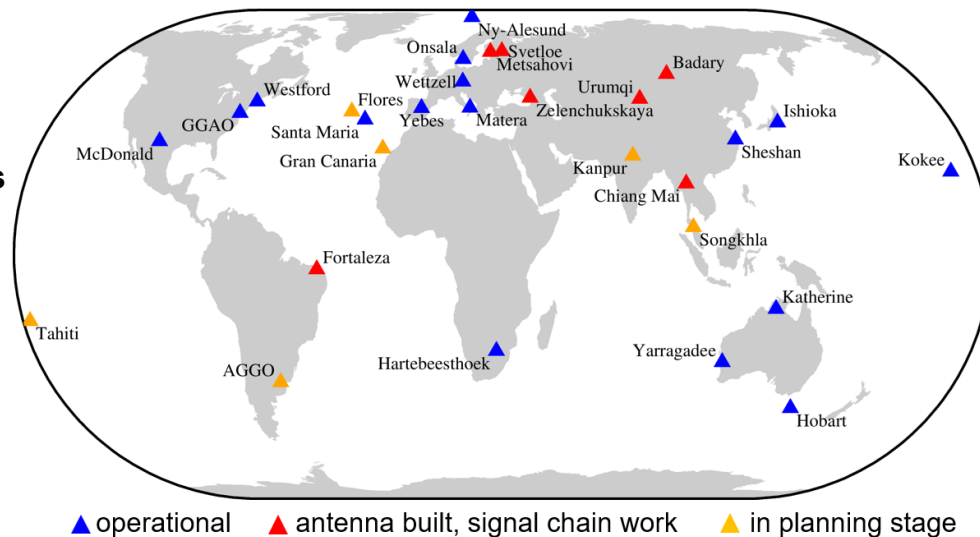 Ny-Alesund
Onsala
Svetloe
Metsahovi
Badary
Wettzell
Urumqi
Westford
Flores
Zelenchukskaya
Ishioka
GGAO
Santa Maria
Yebes
Matera
McDonald
Gran Canaria
Sheshan
Kokee
Kanpur
Chiang Mai
Songkhla
Fortaleza
Katherine
Tahiti
Yarragadee
Hartebeesthoek
AGGO
Hobart
operational
antenna built, signal chain work
in planning stage